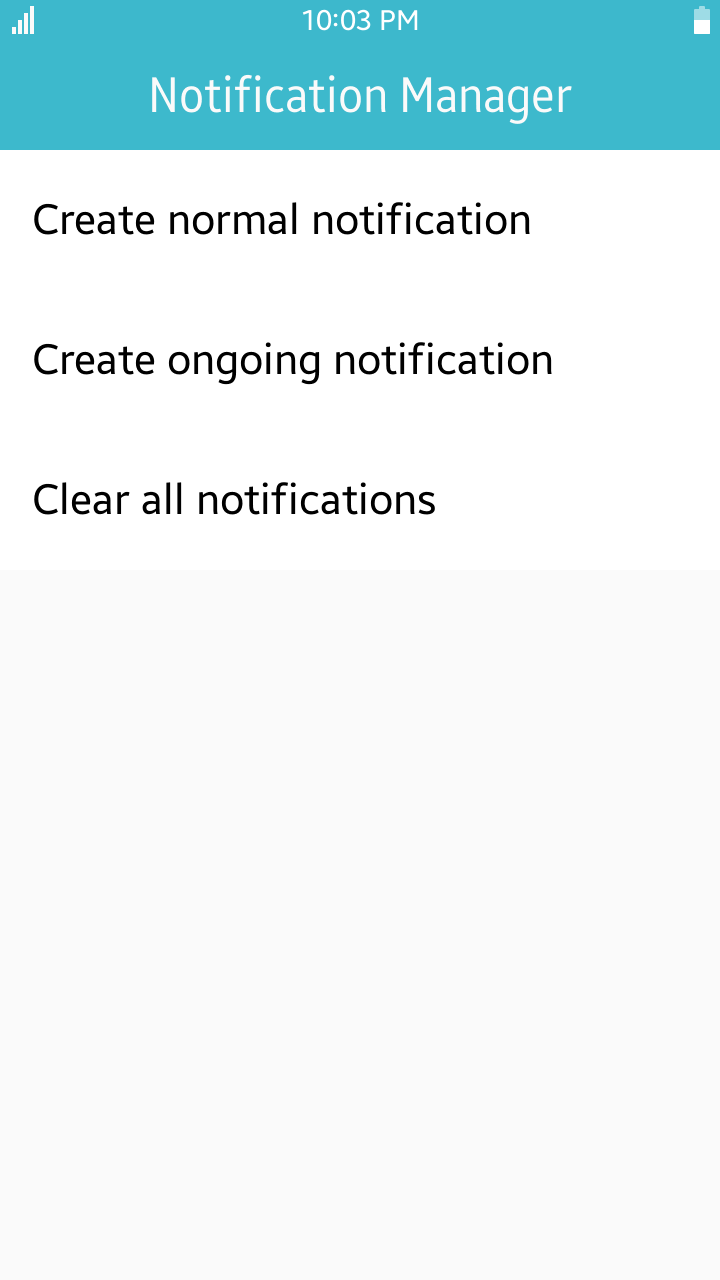 10:03 PM
Notification Manager
Create normal notification
Create ongoing notification
Clear all notifications